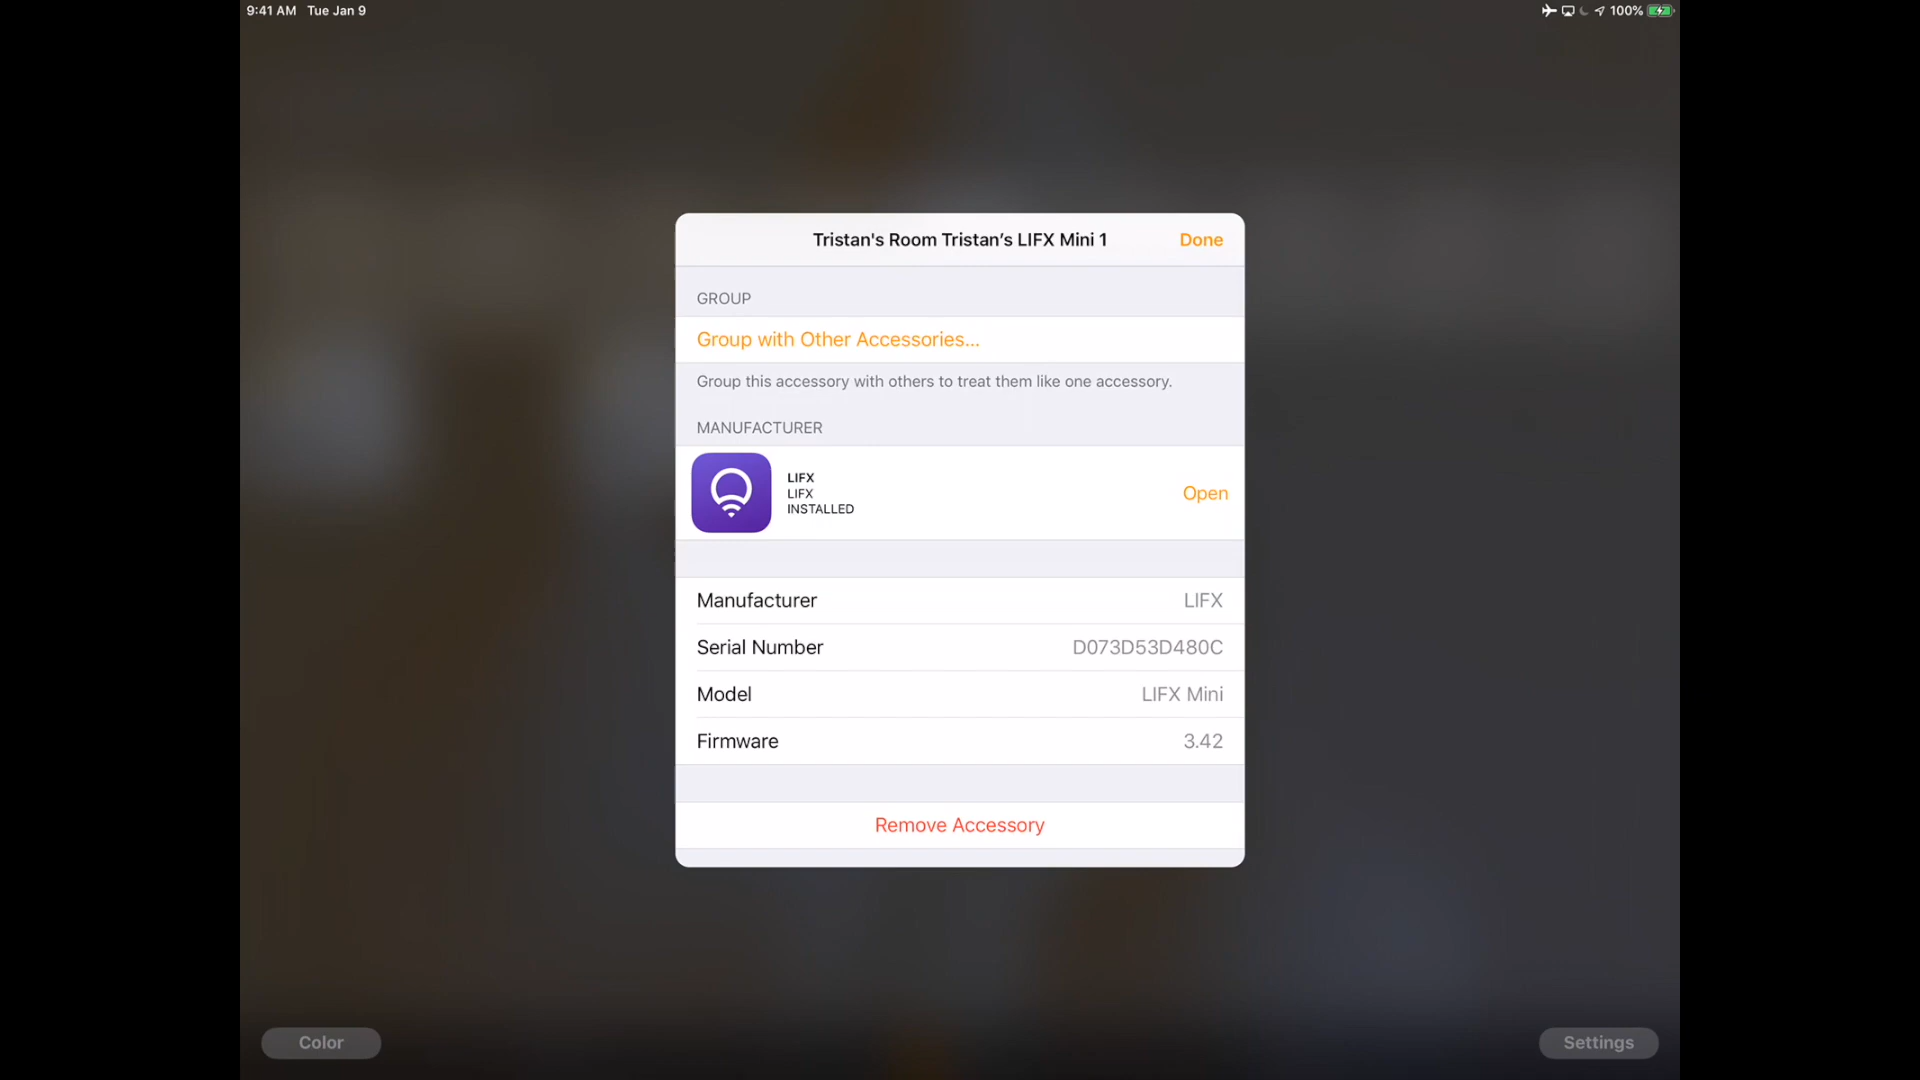 9:41 AM Tue Jan 9
100%
Tristan's Room Tristan’s LIFX Mini 1
Done
GROUP
Group with Other Accessories...
Group this accessory with others to treat them like one accessory.
MANUFACTURER
LIFX
LIFX
INSTALLED
Open
Manufacturer LIFX
Serial Number D073D53D480C
Model LIFX Mini
Firmware 3.42
Remove Accessory
Color
Settings